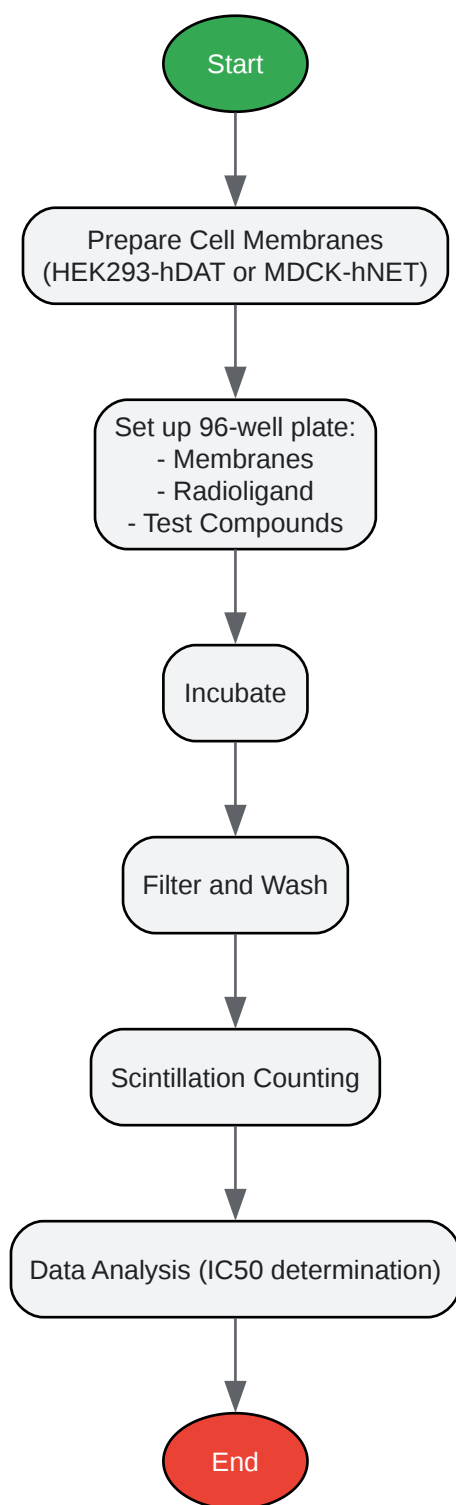 Start
Prepare Cell Membranes
(HEK293-hDAT or MDCK-hNET)
Set up 96-well plate:
- Membranes
- Radioligand
- Test Compounds
Incubate
Filter and Wash
Scintillation Counting
Data Analysis (IC50 determination)
End